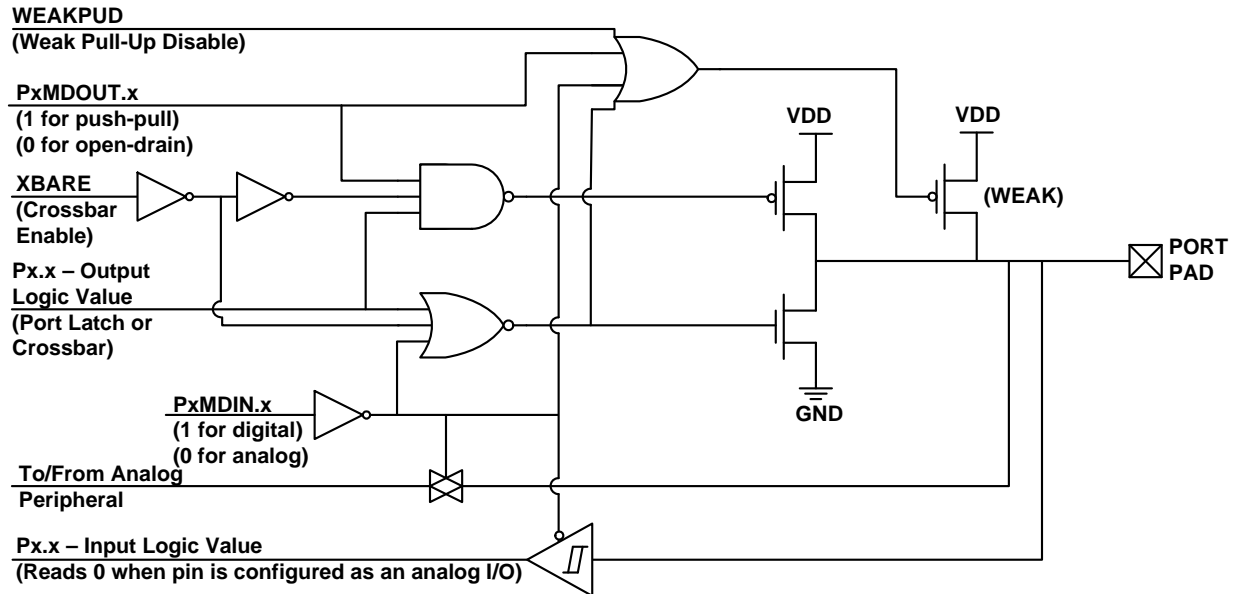 WEAKPUD
(Weak Pull-Up Disable)
PxMDOUT.x
(1 for push-pull)
(0 for open-drain)
XBARE
(Crossbar
Enable)
Px.x – Output
Logic Value
(Port Latch or
Crossbar)
PxMDIN.x
(1 for digital)
(0 for analog)
To/From Analog
Peripheral
Px.x – Input Logic Value
(Reads 0 when pin is configured as an analog I/O)
VDD
VDD
(WEAK)
PORT
PAD
GND